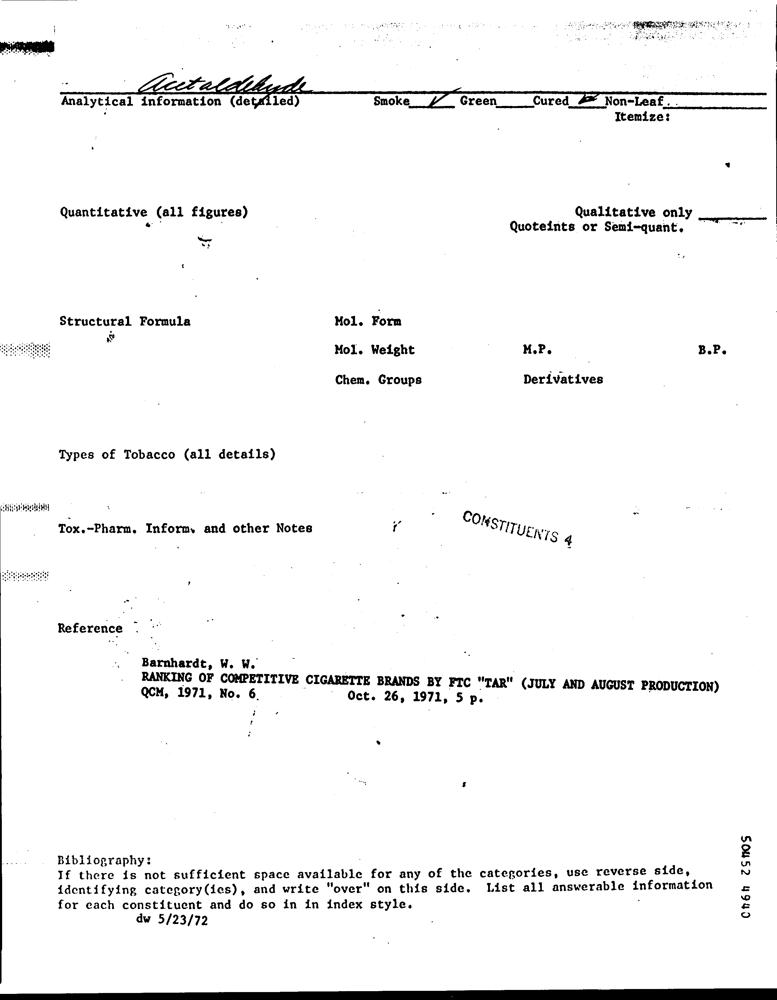 Acetaldehyde
Analytical information (detailed) Smoke Green Cured Non-Leaf
Itemize:
Quantitative (all figures) Qualitative only
Quoteints or Semi-quant.
Structural Formula Mol. Form
Mol. Weight M.P. B.P.
Chem. Groups Derivatives
Types of Tobacco (all details)
Tox.-Pharm. Inform. and other Notes
CONSTITUENTS 4
Reference
Barnhardt, W. W.
RANKING OF COMPETITIVE CIGARETTE BRANDS BY FTC "TAR" (JULY AND AUGUST PRODUCTION)
QCM, 1971, No. 6. Oct. 26, 1971, 5 p.
Bibliography:
If there is not sufficient space available for any of the categories, use reverse side,
identifying category(ies), and write "over" on this side. List all answerable information
for each constituent and do so in in index style.
dw 5/23/72
50452 4940